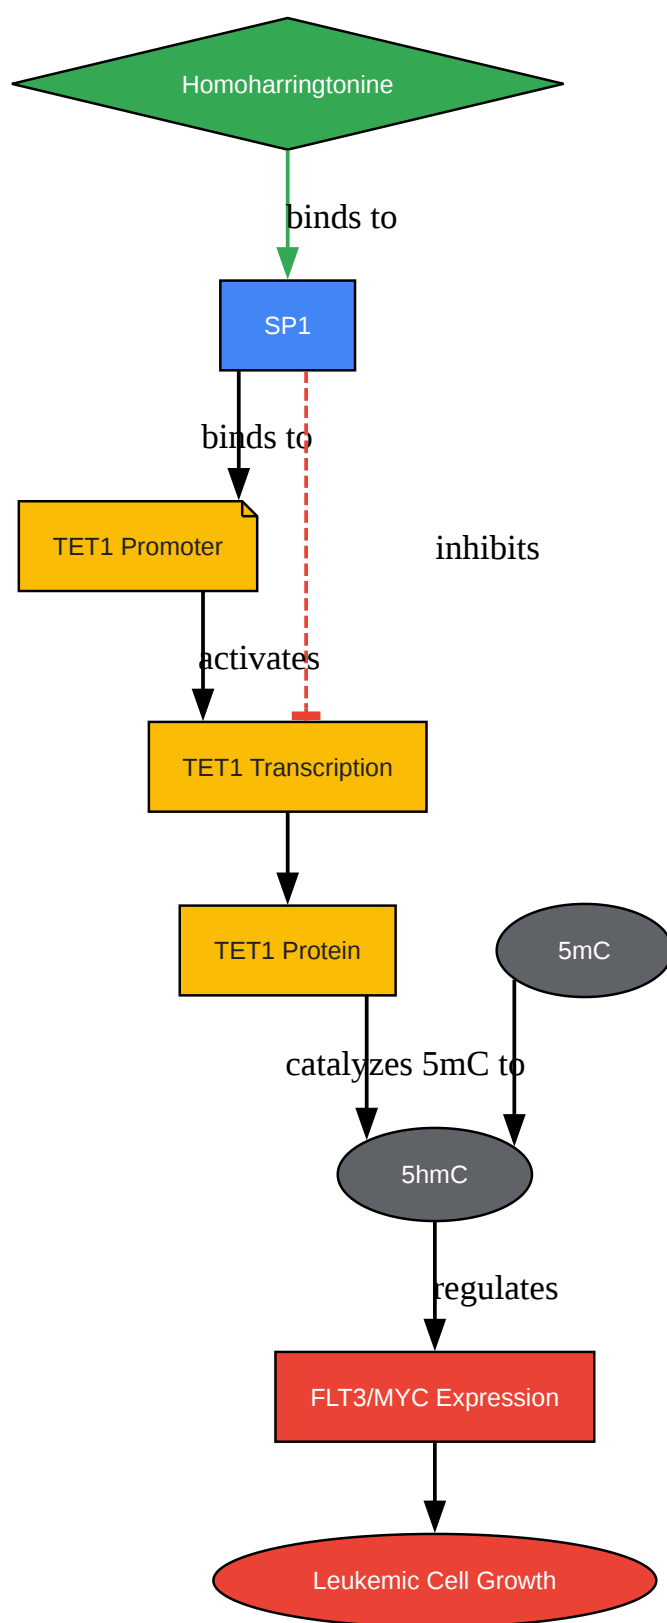 Homoharringtonine
binds to
SP1
binds to
TET1 Promoter
inhibits
activates
TET1 Transcription
TET1 Protein
5mC
catalyzes 5mC to
5hmC
regulates
FLT3/MYC Expression
Leukemic Cell Growth